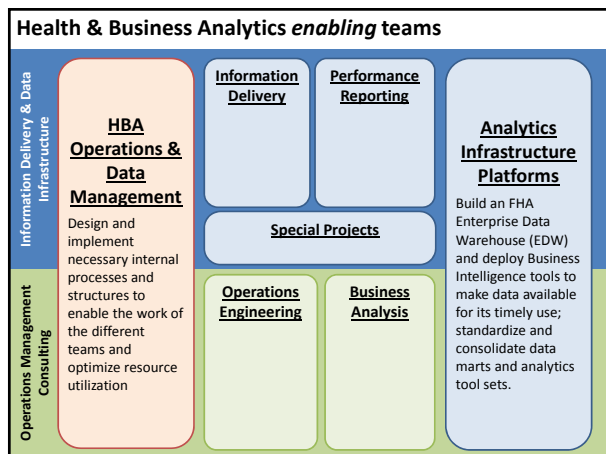 Health & Business Analytics enabling teams
Information Delivery & Data
Infrastructure
HBA
Operations &
Data
Management
Design and
implement
necessary internal
processes and
structures to
enable the work of
the different
teams and
optimize resource
utilization
Information
Delivery
Performance
Reporting
Special Projects
Analytics
Infrastructure
Platforms
Build an FHA
Enterprise Data
Warehouse (EDW)
and deploy Business
Intelligence tools to
make data available
for its timely use;
standardize and
consolidate data
marts and analytics
tool sets.
Operations Management
Consulting
Operations
Engineering
Business
Analysis